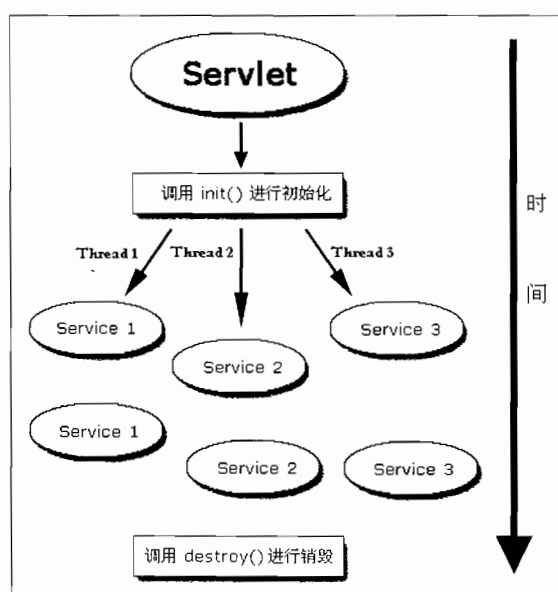 Servlet
调用 init() 进行初始化
时
Thread 1
Thread 2
Thread 3
间
Service 1
Service 2
Service 3
Service 1
Service 2
Service 3
调用 destroy() 进行销毁